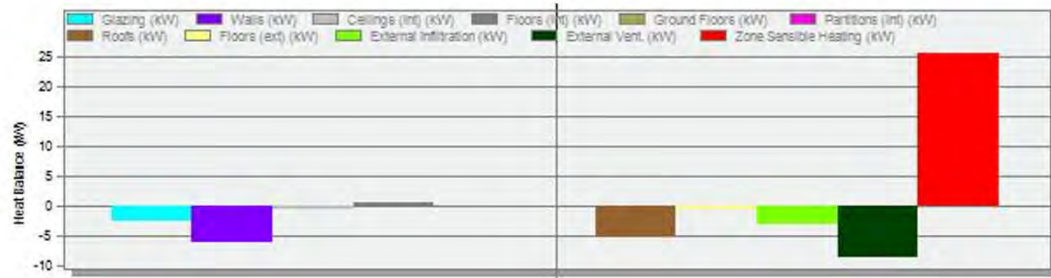 Glazing (kW) Walls (kW) Ceilings (int) (kW) Floors (int) (kW) Ground Floors (kW) Partitions (int) (kW)
Roofs (kW) Floors (ext) (kW) External Infiltration (kW) External Vent. (kW) Zone Sensible Heating (kW)
Heat Balance (kW)
25
20
15
10
5
0
-5
-10